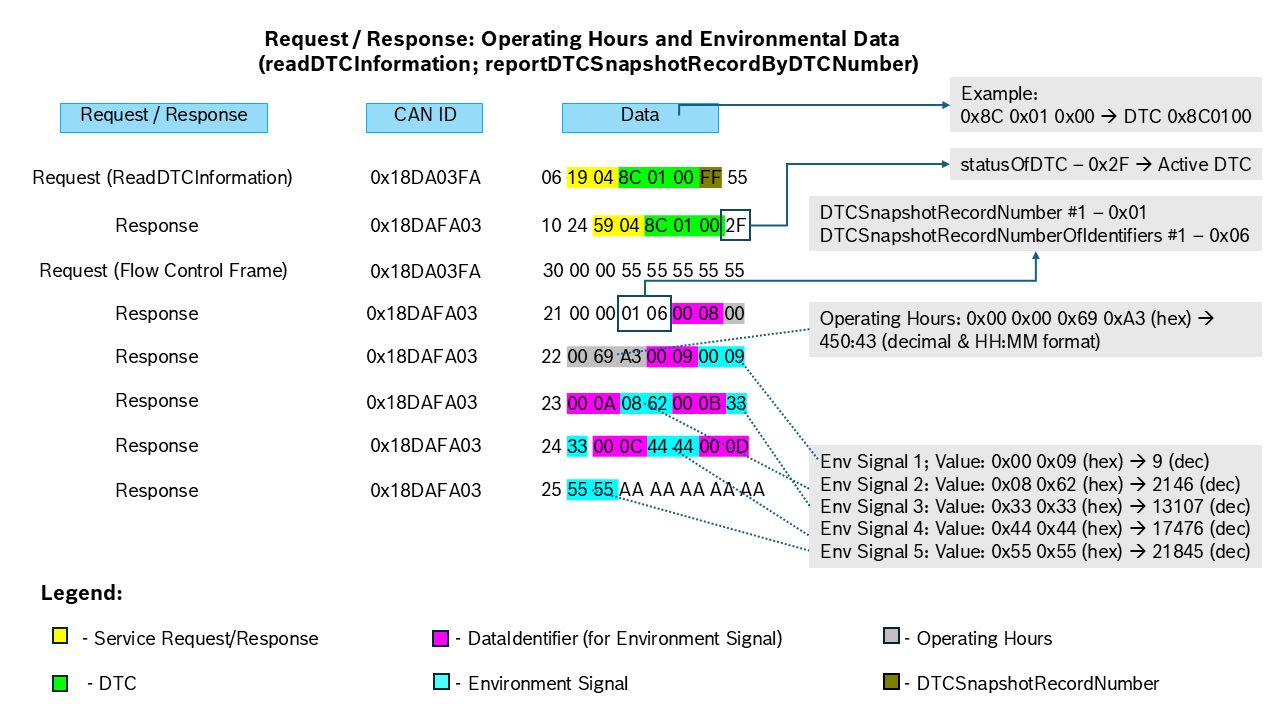 Request / Response: Operating Hours and Environmental Data
(readDTCInformation; reportDTCSnapshotRecordByDTCNumber)
Request / Response CAN ID Data
Example:
0x8C 0x01 0x00 → DTC 0x8C0100
Request (ReadDTCInformation) 0x18DA03FA 06 19 04 8C 01 00 FF 55
statusOfDTC – 0x2F → Active DTC
Response 0x18DAFA03 10 24 59 04 8C 01 00 2F
DTCSnapshotRecordNumber #1 – 0x01
DTCSnapshotRecordNumberOfIdentifiers #1 – 0x06
Request (Flow Control Frame) 0x18DA03FA 30 00 00 55 55 55 55 55
Response 0x18DAFA03 21 00 00 01 06 00 08 00
Operating Hours: 0x00 0x00 0x69 0xA3 (hex) →
450:43 (decimal & HH:MM format)
Response 0x18DAFA03 22 00 69 A3 00 09 00 09
Response 0x18DAFA03 23 00 0A 08 62 00 0B 33
Response 0x18DAFA03 24 33 00 0C 44 44 00 0D
Response 0x18DAFA03 25 55 55 AA AA AA AA AA
Env Signal 1; Value: 0x00 0x09 (hex) → 9 (dec)
Env Signal 2: Value: 0x08 0x62 (hex) → 2146 (dec)
Env Signal 3: Value: 0x33 0x33 (hex) → 13107 (dec)
Env Signal 4: Value: 0x44 0x44 (hex) → 17476 (dec)
Env Signal 5: Value: 0x55 0x55 (hex) → 21845 (dec)
Legend:
- Service Request/Response - DataIdentifier (for Environment Signal) - Operating Hours
- DTC - Environment Signal - DTCSnapshotRecordNumber